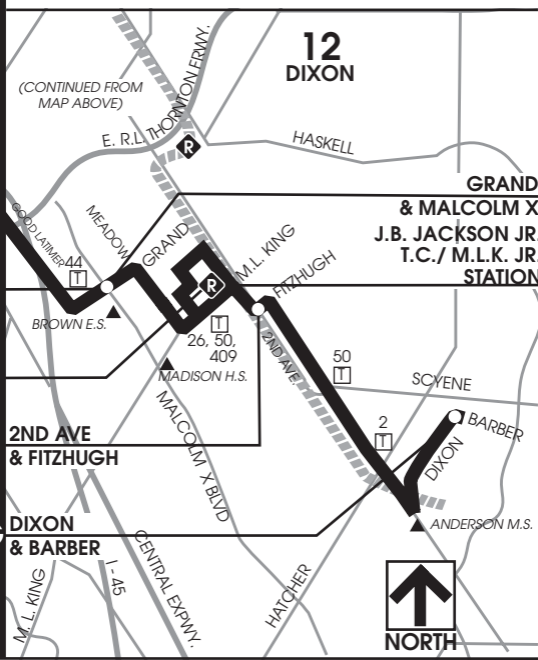 12
DIXON
(CONTINUED FROM
MAP ABOVE)
E. R.L. THORNTON FRWY.
R
HASKELL
GRAND
& MALCOLM X
J.B. JACKSON JR.
T.C./ M.L.K. JR.
STATION
GOOD LATIMER
MEADOW
GRAND
M.L. KING
FITZHUGH
44
T
R
BROWN E.S.
T
26, 50,
409
MADISON H.S.
2ND AVE.
50
T
SCYENE
MALCOLM X BLVD
2
T
BARBER
DIXON
2ND AVE
& FITZHUGH
DIXON
& BARBER
ANDERSON M.S.
M. L. KING
I - 45
CENTRAL EXPWY.
HATCHER
NORTH